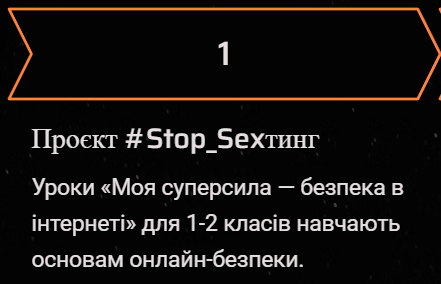 1
Проєкт #Stop_Sexтинг
Уроки «Моя суперсила — безпека в
інтернеті» для 1-2 класів навчають
основам онлайн-безпеки.